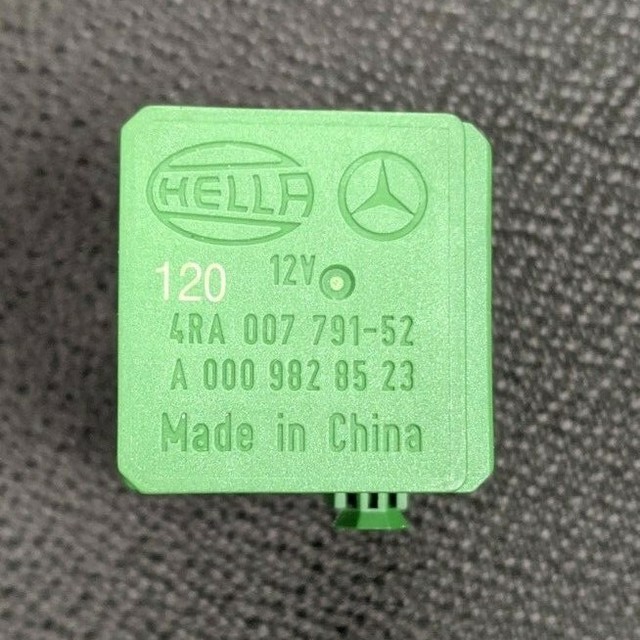 HELLA
120 12V
4RA 007 791-52
A 000 982 85 23
Made in China